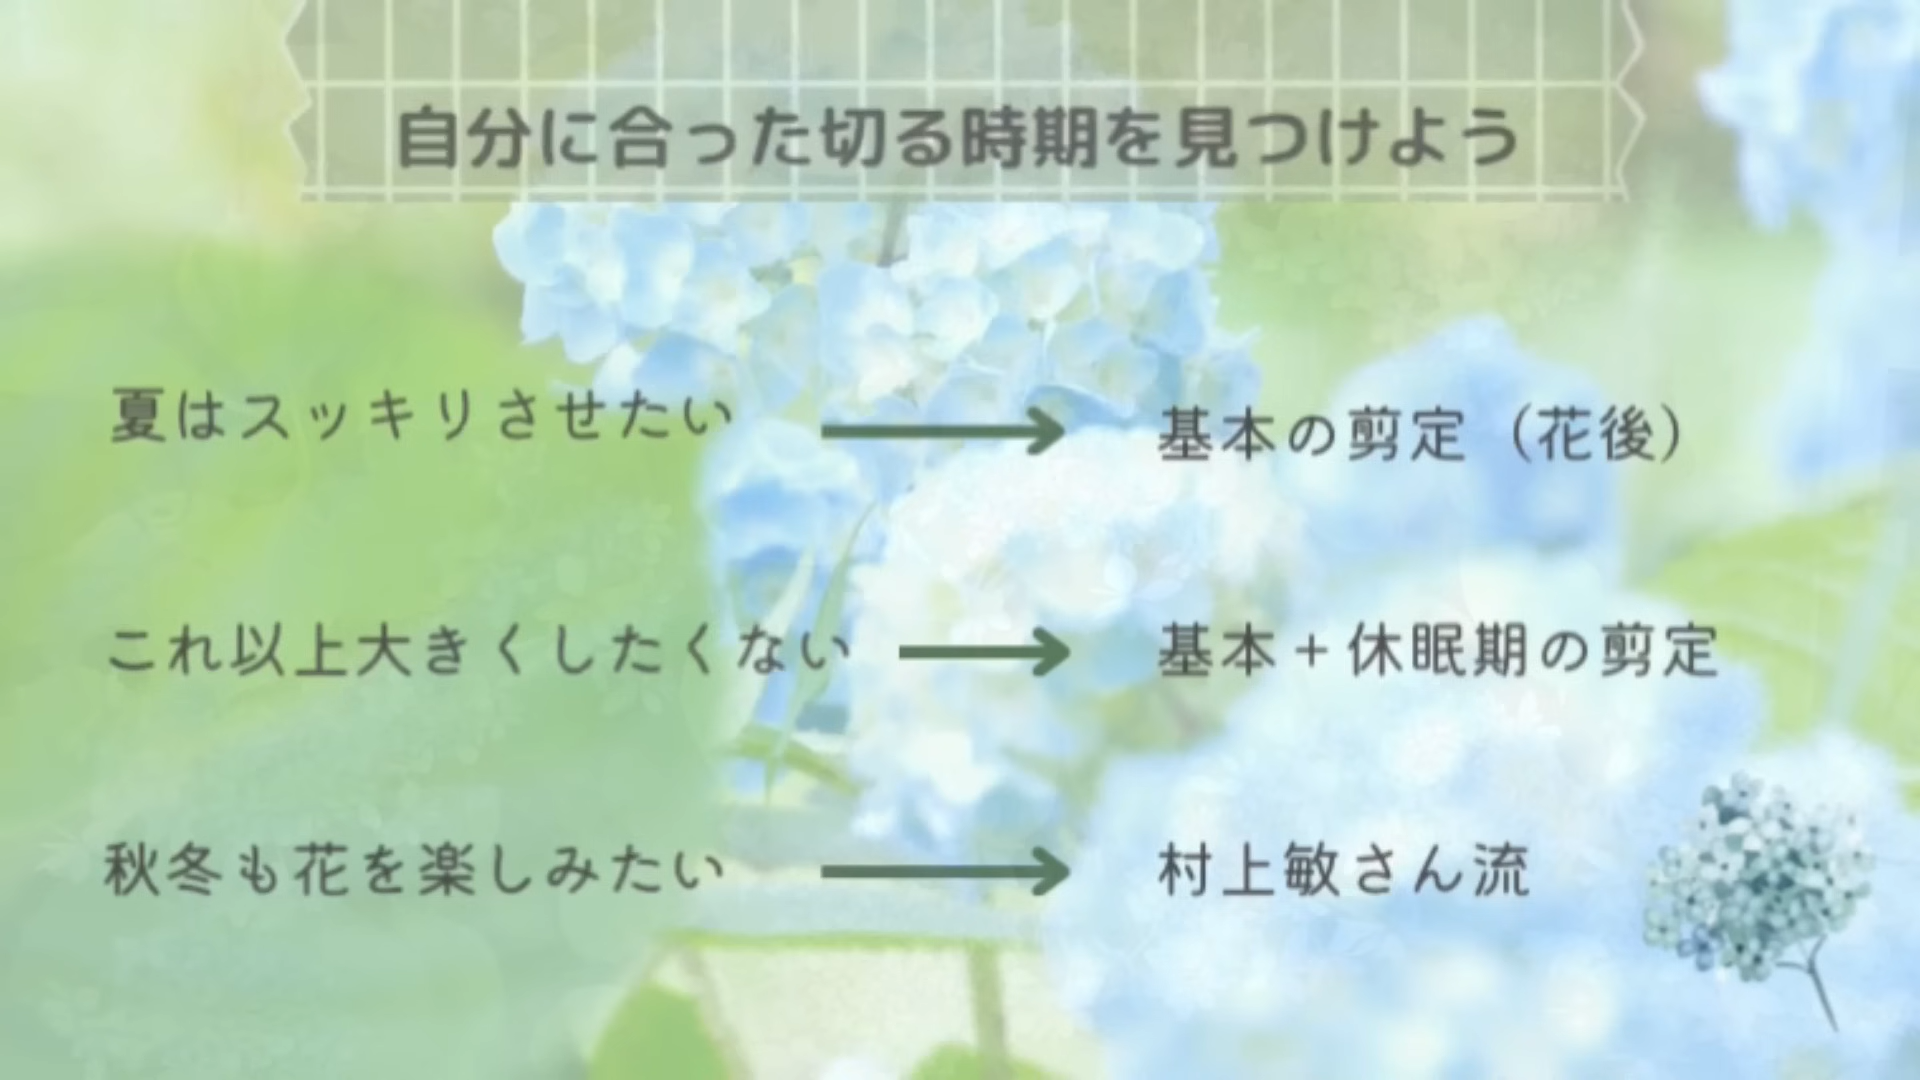 自分に合った切る時期を見つけよう
夏はスッキリさせたい → 基本の剪定（花後）
これ以上大きくしたくない → 基本＋休眠期の剪定
秋冬も花を楽しみたい → 村上敏さん流